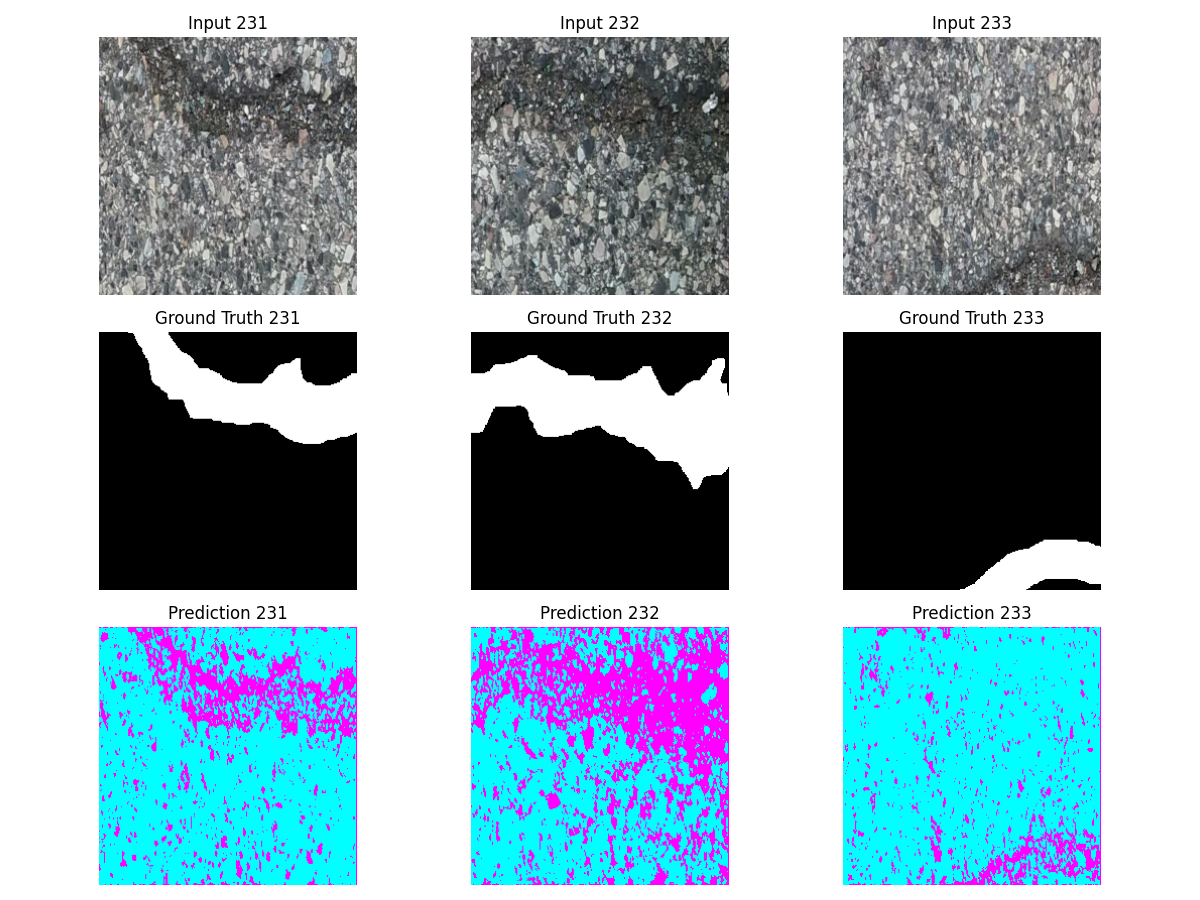 Input 231
Input 232
Input 233
Ground Truth 231
Ground Truth 232
Ground Truth 233
Prediction 231
Prediction 232
Prediction 233